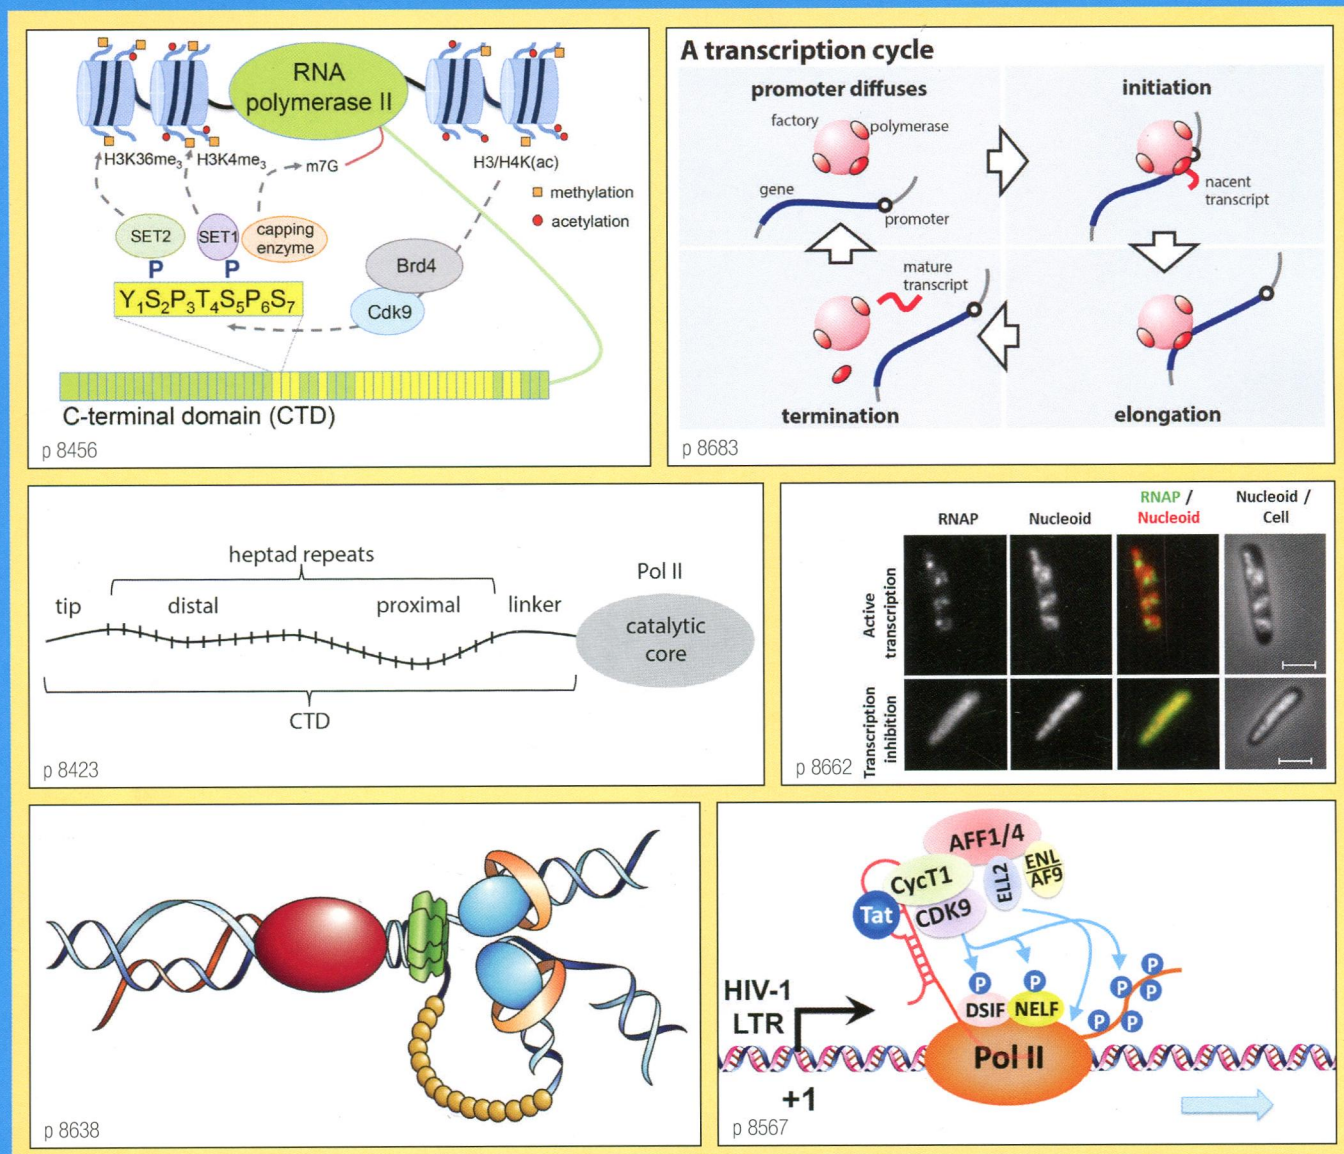 RNA
polymerase II
H3K36me3
H3K4me3
m7G
H3/H4K(ac)
methylation
acetylation
SET2
SET1
capping
enzyme
P
P
Brd4
Cdk9
Y1S2P3T4S5P6S7
C-terminal domain (CTD)
p 8456
A transcription cycle
promoter diffuses
factory
polymerase
gene
promoter
initiation
nacent
transcript
mature
transcript
termination
elongation
p 8683
heptad repeats
tip
distal
proximal
linker
Pol II
catalytic
core
CTD
p 8423
RNAP
Nucleoid
RNAP /
Nucleoid
Nucleoid /
Cell
Active
transcription
Transcription
inhibition
p 8662
p 8638
AFF1/4
CycT1
ELL2
ENL
AF9
Tat
CDK9
P
P
P
P
P
P
P
DSIF
NELF
HIV-1
LTR
Pol II
+1
p 8567